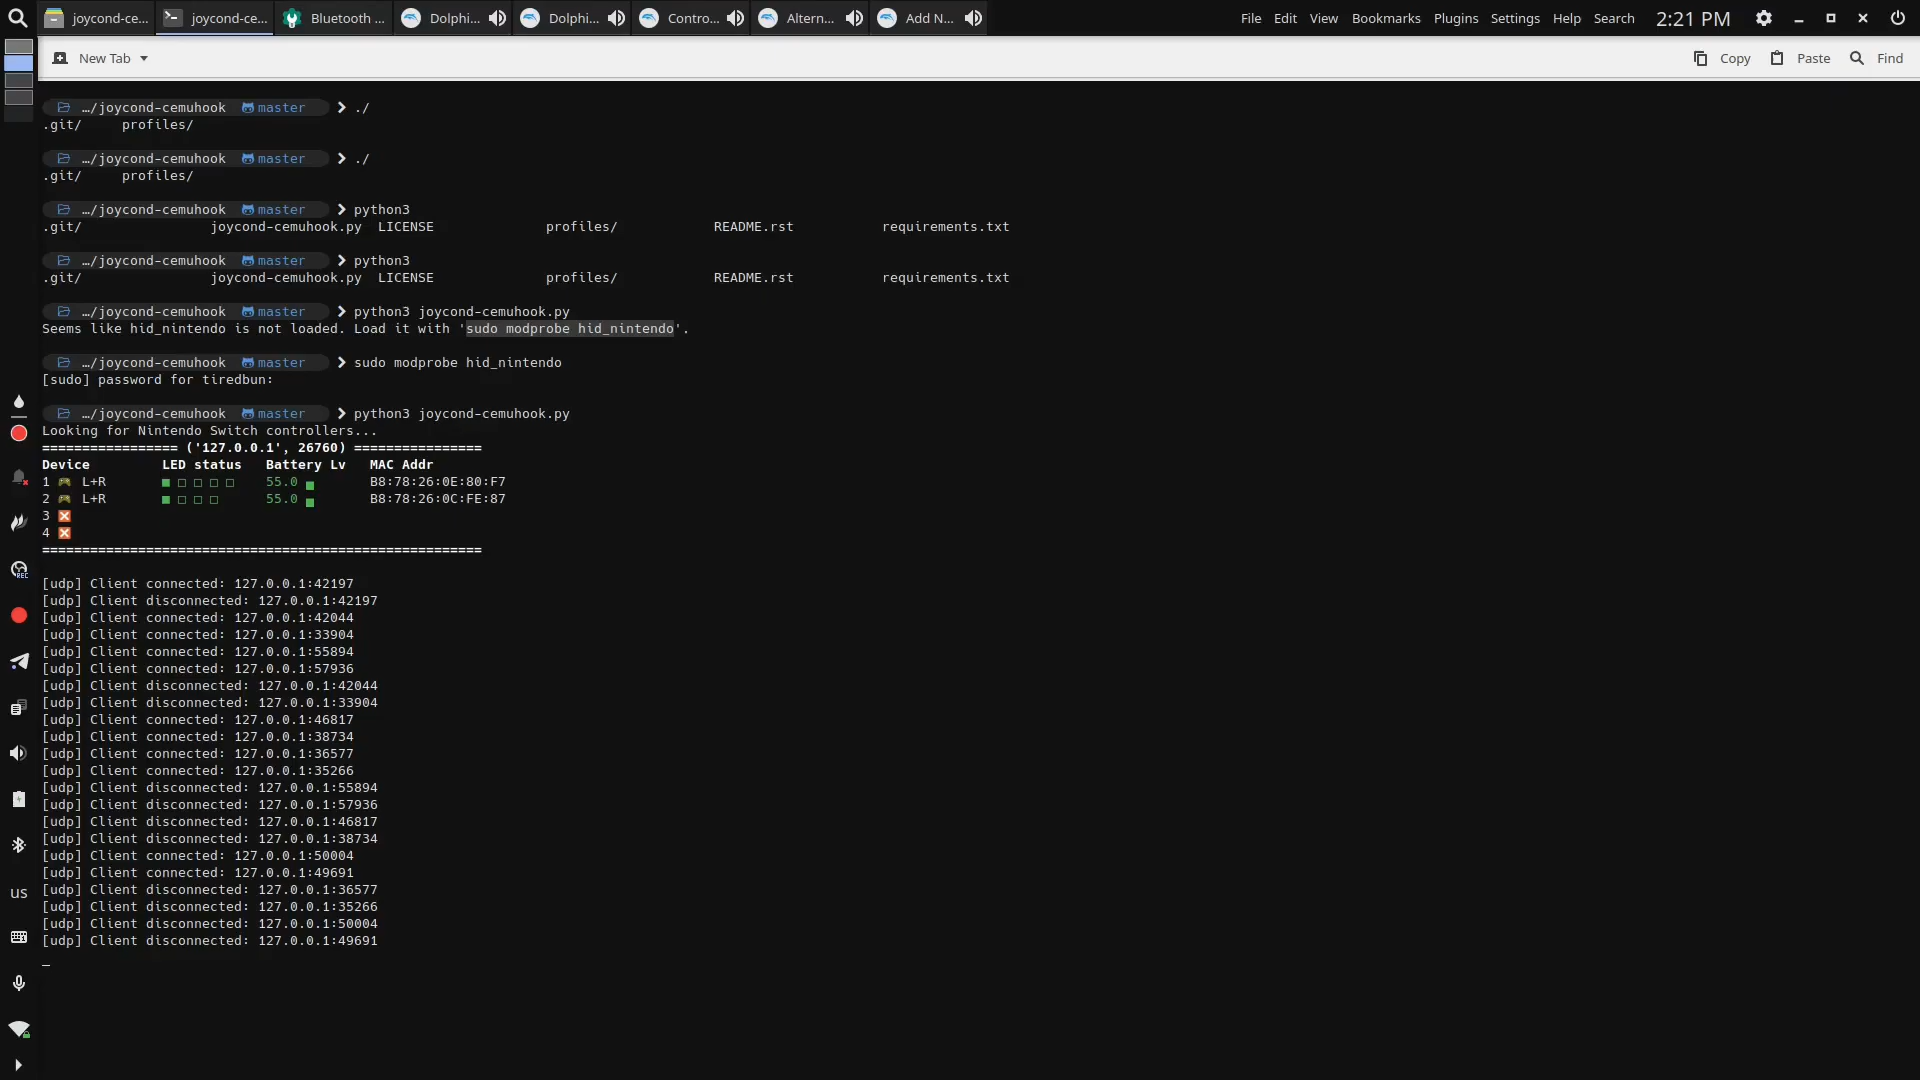 joycond-ce... joycond-ce... Bluetooth ... Dolphi... Dolphi... Contro... Altern... Add N... File Edit View Bookmarks Plugins Settings Help Search 2:21 PM
New Tab Copy Paste Find
…/joycond-cemuhook master ❯ ./
.git/ profiles/
…/joycond-cemuhook master ❯ ./
.git/ profiles/
…/joycond-cemuhook master ❯ python3
.git/ joycond-cemuhook.py LICENSE profiles/ README.rst requirements.txt
…/joycond-cemuhook master ❯ python3
.git/ joycond-cemuhook.py LICENSE profiles/ README.rst requirements.txt
…/joycond-cemuhook master ❯ python3 joycond-cemuhook.py
Seems like hid_nintendo is not loaded. Load it with 'sudo modprobe hid_nintendo'.
…/joycond-cemuhook master ❯ sudo modprobe hid_nintendo
[sudo] password for tiredbun:
…/joycond-cemuhook master ❯ python3 joycond-cemuhook.py
Looking for Nintendo Switch controllers...
================= ('127.0.0.1', 26760) ================
Device LED status Battery Lv MAC Addr
1 🎮 L+R ■ □ □ □ □ 55.0 ▄ B8:78:26:0E:80:F7
2 🎮 L+R ■ □ □ □ 55.0 ▄ B8:78:26:0C:FE:87
3 ❎
4 ❎
=======================================================
[udp] Client connected: 127.0.0.1:42197
[udp] Client disconnected: 127.0.0.1:42197
[udp] Client connected: 127.0.0.1:42044
[udp] Client connected: 127.0.0.1:33904
[udp] Client connected: 127.0.0.1:55894
[udp] Client connected: 127.0.0.1:57936
[udp] Client disconnected: 127.0.0.1:42044
[udp] Client disconnected: 127.0.0.1:33904
[udp] Client connected: 127.0.0.1:46817
[udp] Client connected: 127.0.0.1:38734
[udp] Client connected: 127.0.0.1:36577
[udp] Client connected: 127.0.0.1:35266
[udp] Client disconnected: 127.0.0.1:55894
[udp] Client disconnected: 127.0.0.1:57936
[udp] Client disconnected: 127.0.0.1:46817
[udp] Client disconnected: 127.0.0.1:38734
[udp] Client connected: 127.0.0.1:50004
[udp] Client connected: 127.0.0.1:49691
[udp] Client disconnected: 127.0.0.1:36577
[udp] Client disconnected: 127.0.0.1:35266
[udp] Client disconnected: 127.0.0.1:50004
[udp] Client disconnected: 127.0.0.1:49691
REC
us